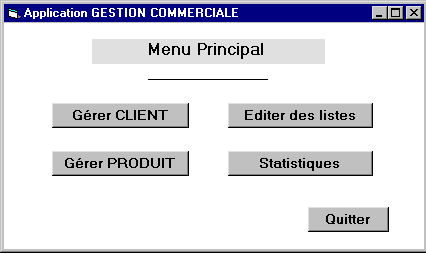 Application GESTION COMMERCIALE
Menu Principal
Gérer CLIENT
Editer des listes
Gérer PRODUIT
Statistiques
Quitter